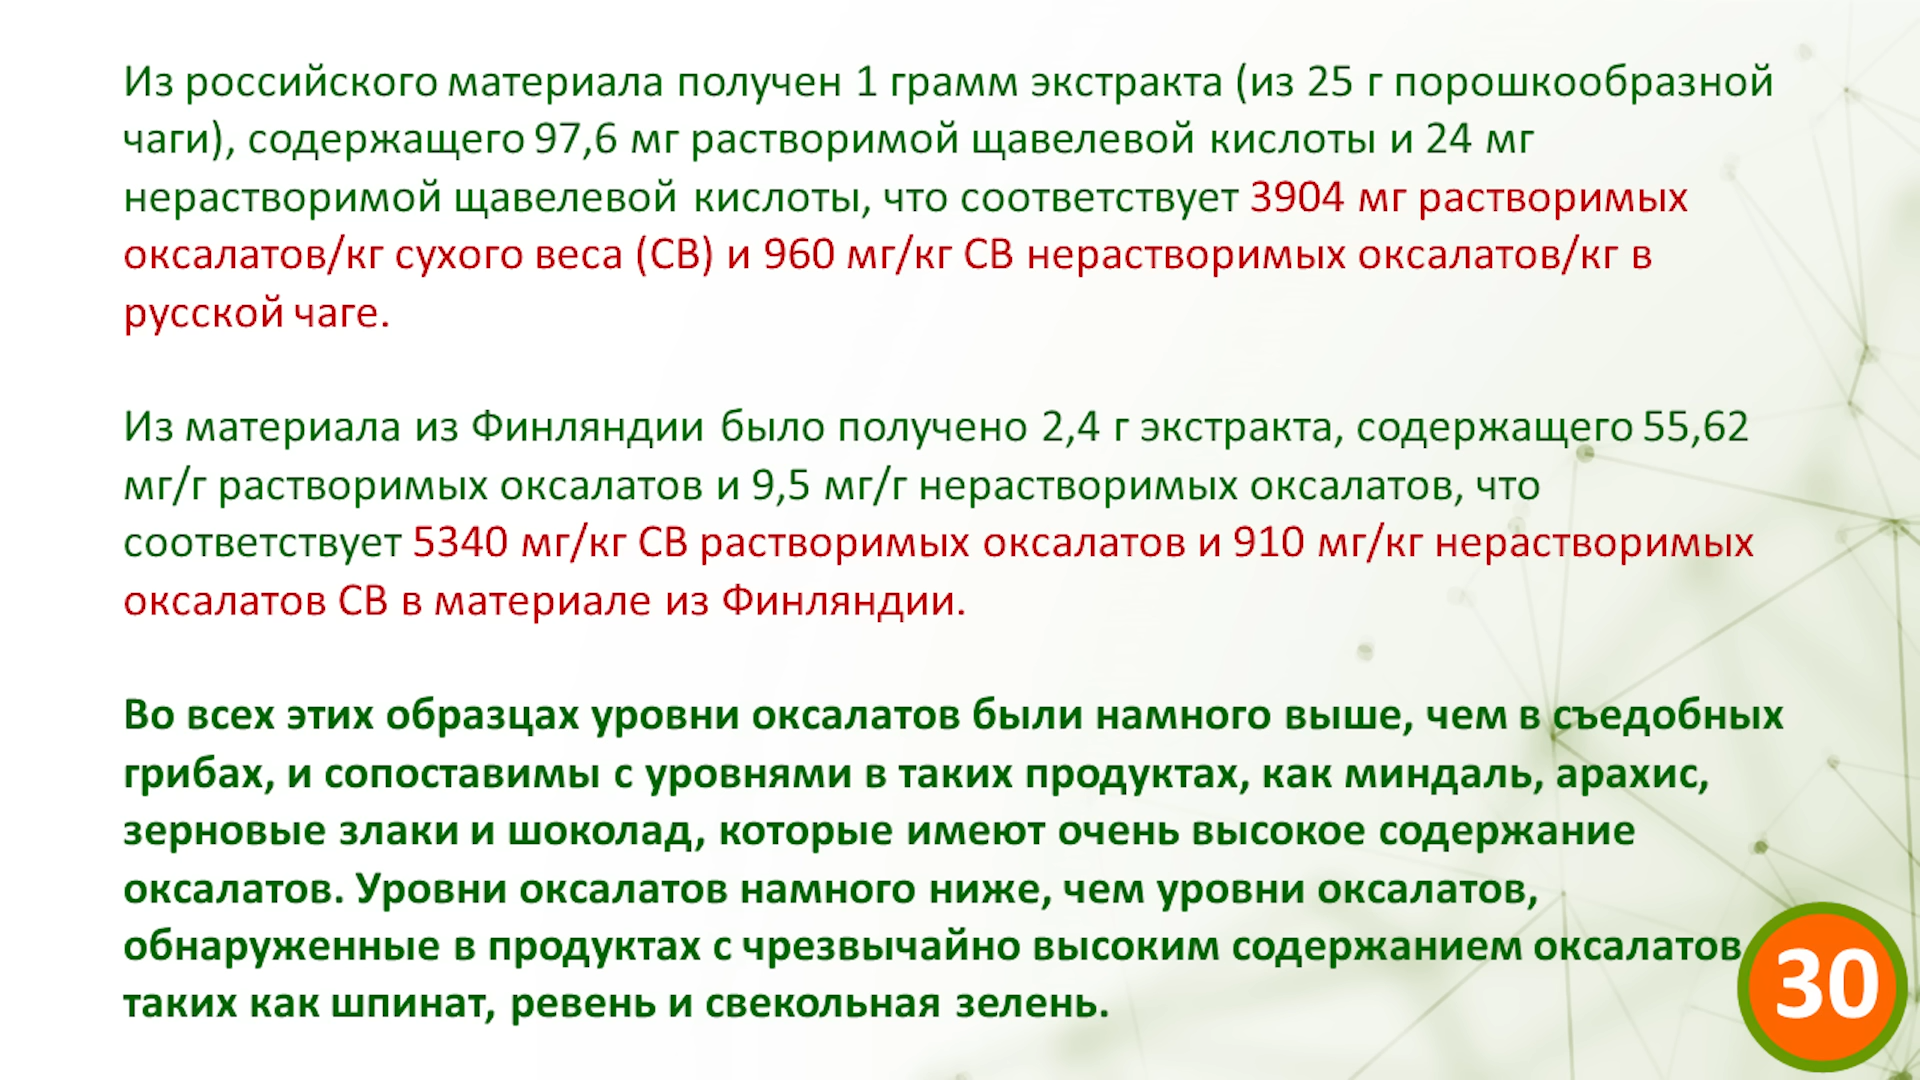 Из российского материала получен 1 грамм экстракта (из 25 г порошкообразной
чаги), содержащего 97,6 мг растворимой щавелевой кислоты и 24 мг
нерастворимой щавелевой кислоты, что соответствует 3904 мг растворимых
оксалатов/кг сухого веса (СВ) и 960 мг/кг СВ нерастворимых оксалатов/кг в
русской чаге.
Из материала из Финляндии было получено 2,4 г экстракта, содержащего 55,62
мг/г растворимых оксалатов и 9,5 мг/г нерастворимых оксалатов, что
соответствует 5340 мг/кг СВ растворимых оксалатов и 910 мг/кг нерастворимых
оксалатов СВ в материале из Финляндии.
Во всех этих образцах уровни оксалатов были намного выше, чем в съедобных
грибах, и сопоставимы с уровнями в таких продуктах, как миндаль, арахис,
зерновые злаки и шоколад, которые имеют очень высокое содержание
оксалатов. Уровни оксалатов намного ниже, чем уровни оксалатов,
обнаруженные в продуктах с чрезвычайно высоким содержанием оксалатов
таких как шпинат, ревень и свекольная зелень.
30